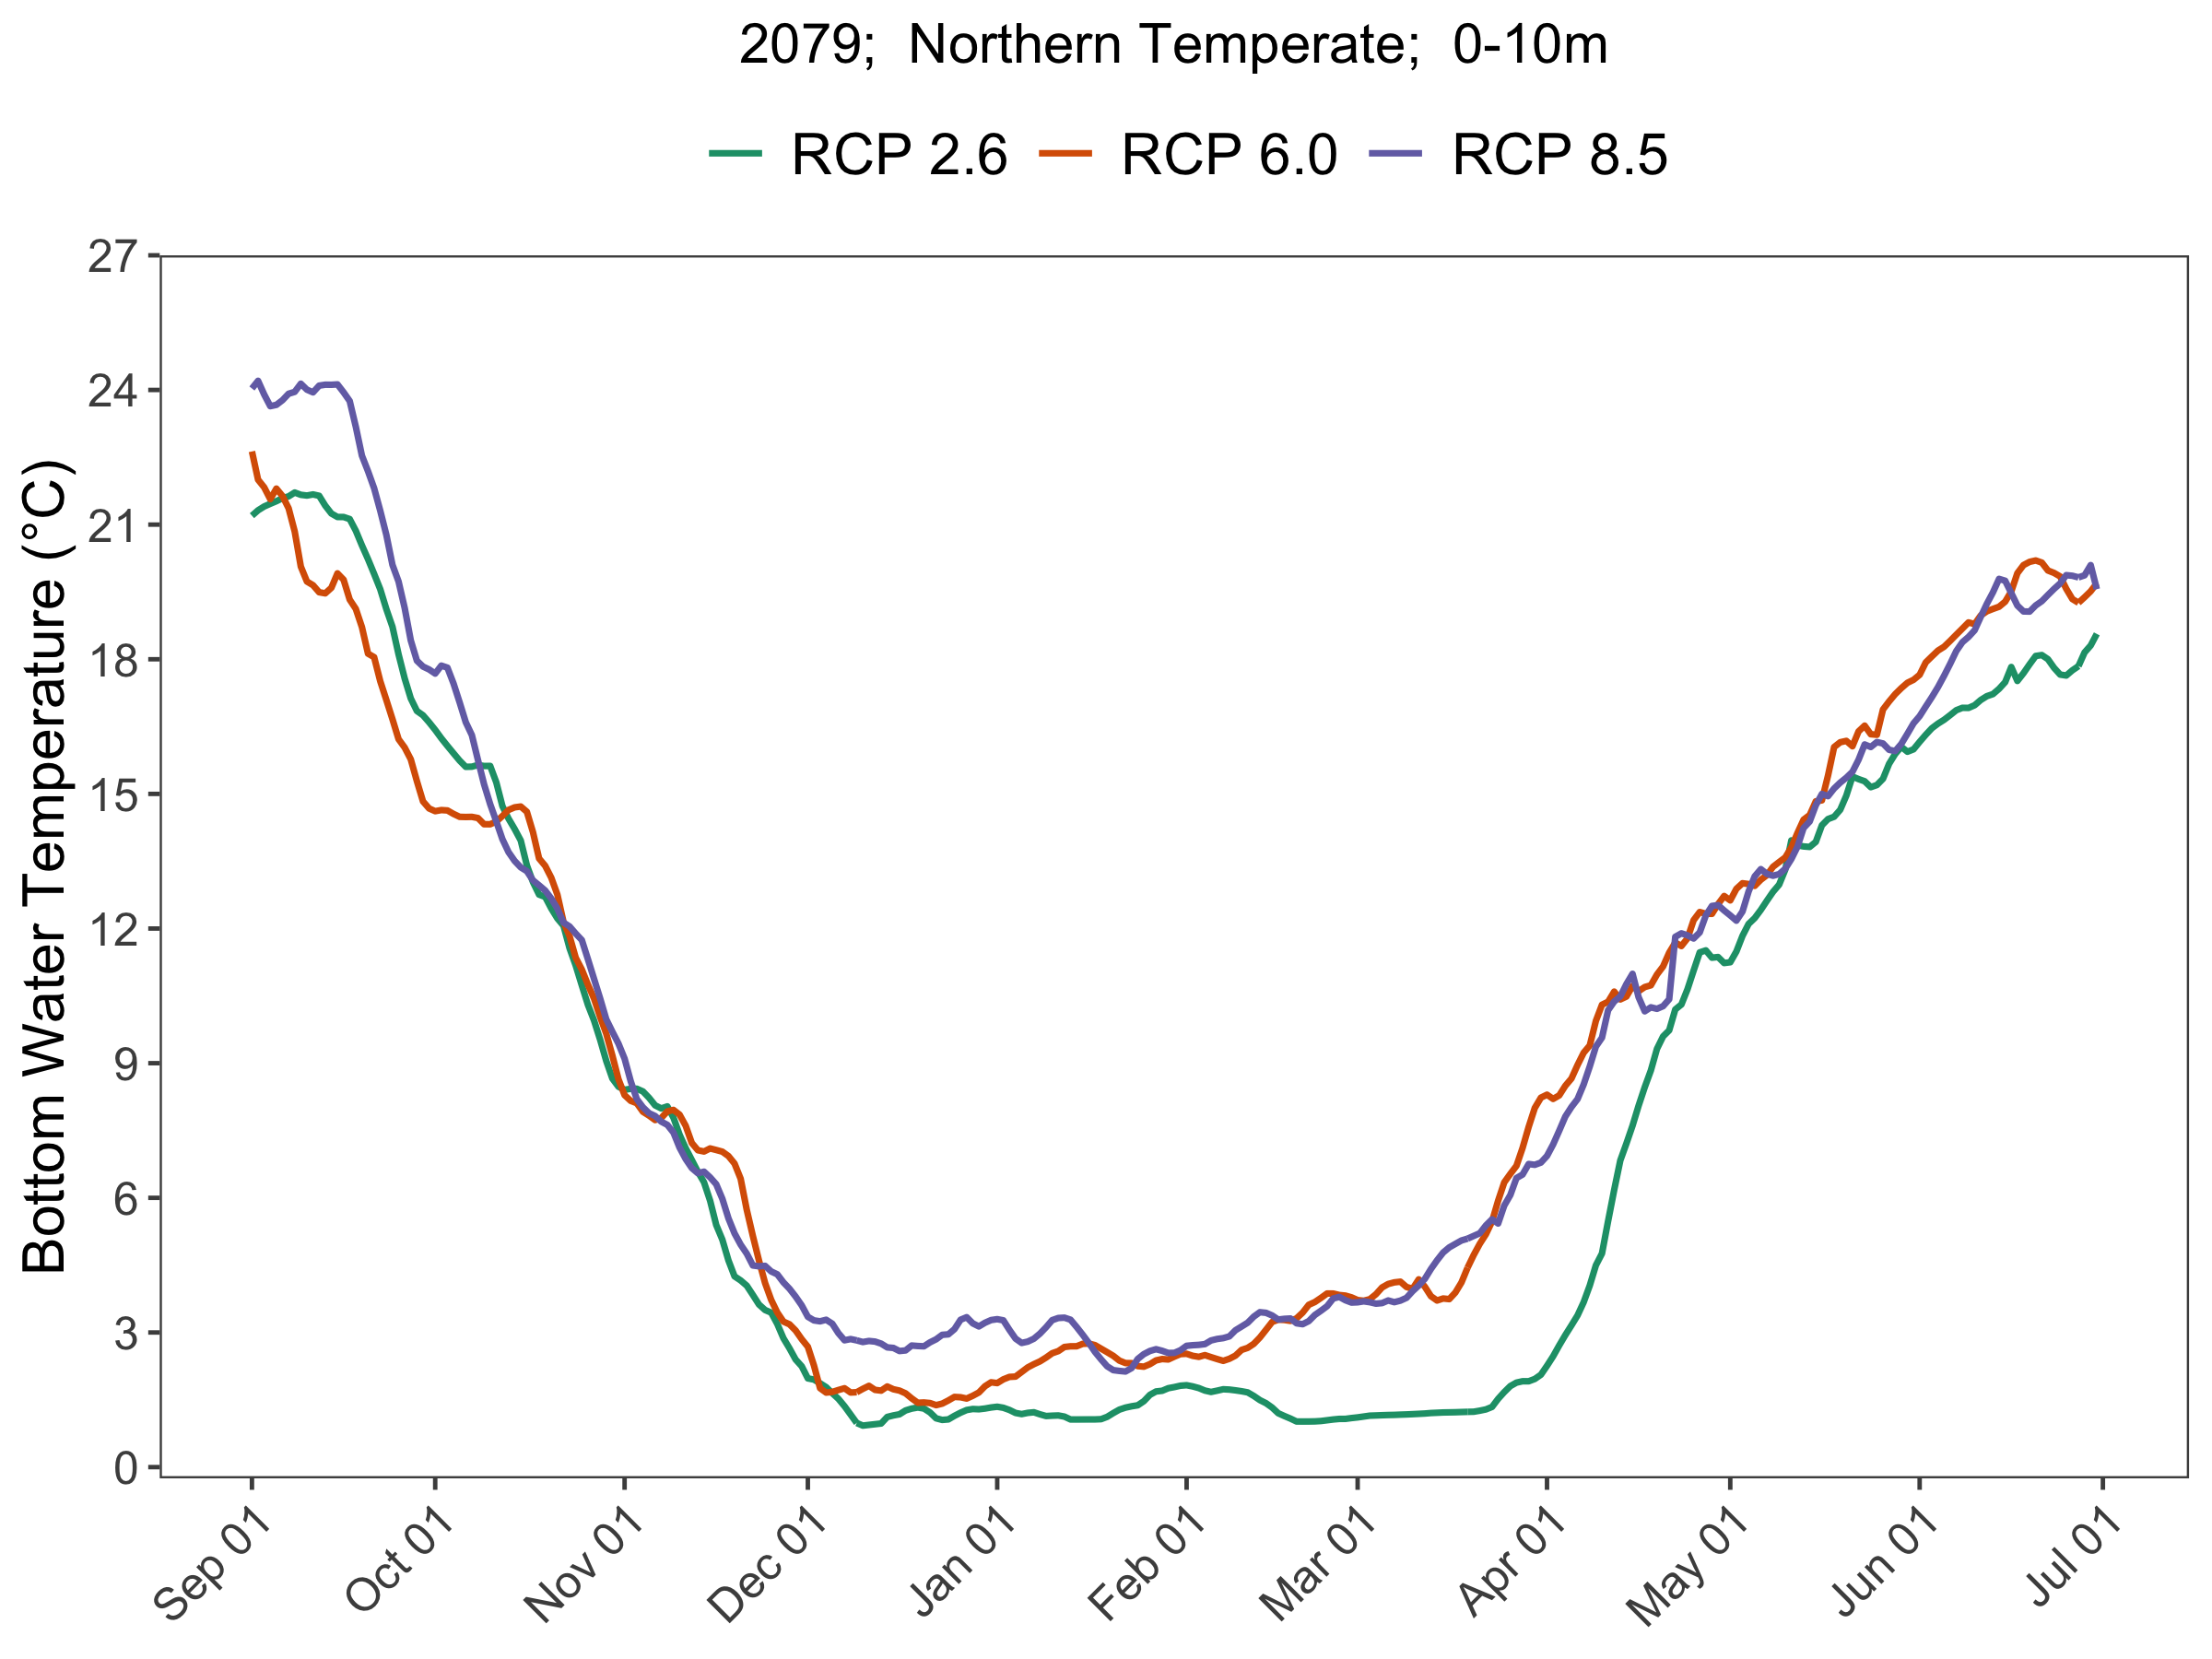 2079;  Northern Temperate;  0-10m
RCP 2.6 RCP 6.0 RCP 8.5
Bottom Water Temperature (°C)
27
24
21
18
15
12
9
6
3
0
Sep 01 Oct 01 Nov 01 Dec 01 Jan 01 Feb 01 Mar 01 Apr 01 May 01 Jun 01 Jul 01